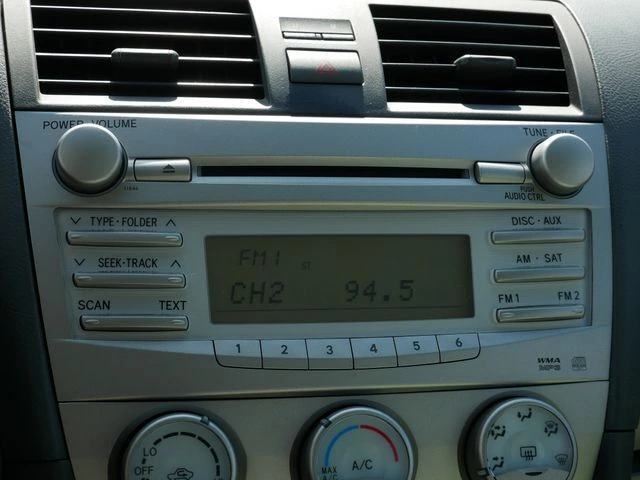 POWER·VOLUME
TUNE·FILE
11846
PUSH
AUDIO CTRL
TYPE·FOLDER
DISC·AUX
SEEK·TRACK
AM·SAT
SCAN TEXT
FM1 FM2
FM1 ST
CH2 94.5
1 2 3 4 5 6
WMA
MP3
LO
OFF
MAX
A/C
A/C